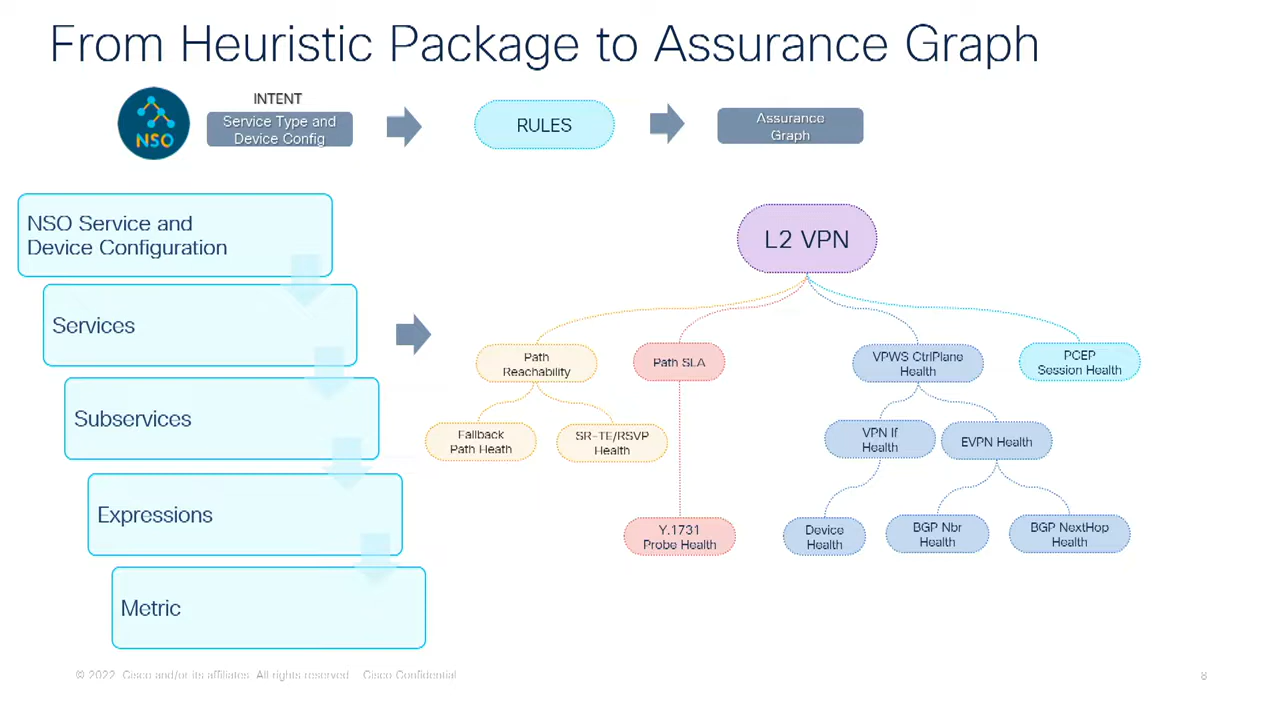 From Heuristic Package to Assurance Graph
NSO
INTENT
Service Type and
Device Config
RULES
Assurance
Graph
NSO Service and
Device Configuration
Services
Subservices
Expressions
Metric
L2 VPN
Path
Reachability
Path SLA
VPWS CtrlPlane
Health
PCEP
Session Health
Fallback
Path Heath
SR-TE/RSVP
Health
VPN If
Health
EVPN Health
Y.1731
Probe Health
Device
Health
BGP Nbr
Health
BGP NextHop
Health
© 2022 Cisco and/or its affiliates. All rights reserved. Cisco Confidential
8